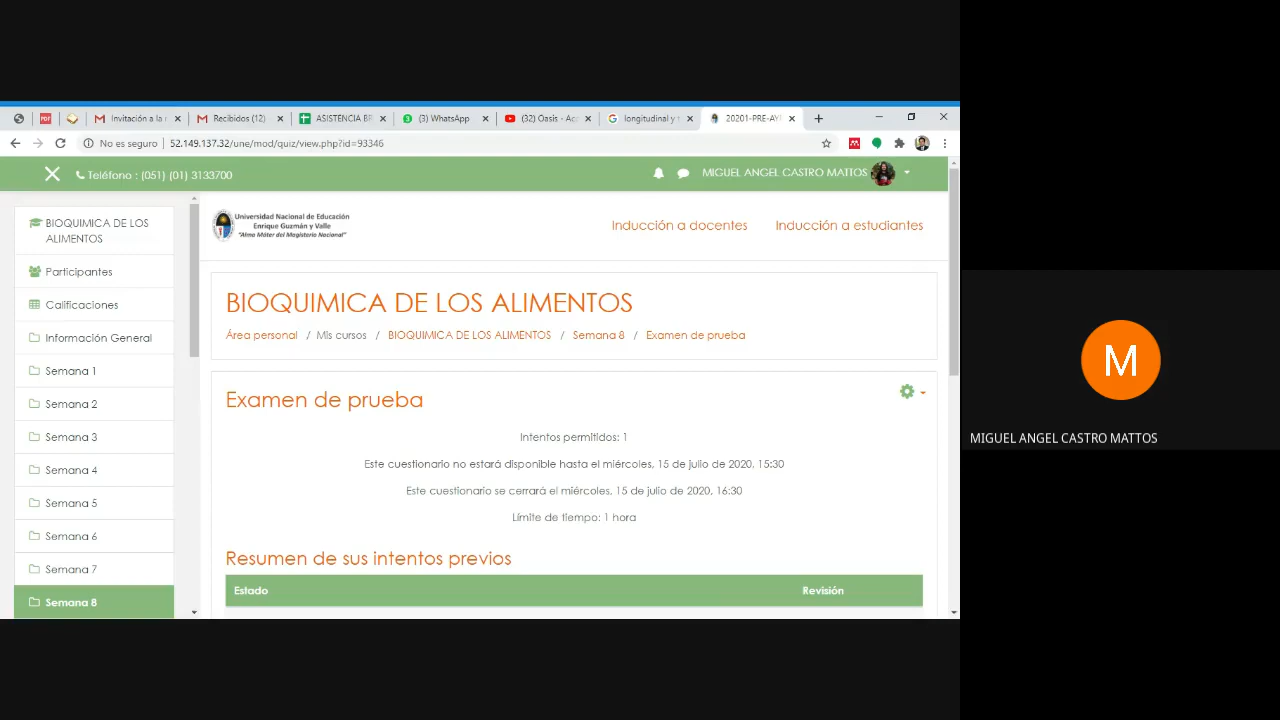 PDF
Invitación a la r
Recibidos (12)
ASISTENCIA BR
(3) WhatsApp
(32) Oasis - Ac
longitudinal y t
20201-PRE-AYI
No es seguro
52.149.137.32/une/mod/quiz/view.php?id=93346
Teléfono : (051) (01) 3133700
MIGUEL ANGEL CASTRO MATTOS
BIOQUIMICA DE LOS
ALIMENTOS
Participantes
Calificaciones
Información General
Semana 1
Semana 2
Semana 3
Semana 4
Semana 5
Semana 6
Semana 7
Semana 8
Universidad Nacional de Educación
Enrique Guzmán y Valle
"Alma Máter del Magisterio Nacional"
Inducción a docentes
Inducción a estudiantes
BIOQUIMICA DE LOS ALIMENTOS
Área personal / Mis cursos / BIOQUIMICA DE LOS ALIMENTOS / Semana 8 / Examen de prueba
Examen de prueba
Intentos permitidos: 1
Este cuestionario no estará disponible hasta el miércoles, 15 de julio de 2020, 15:30
Este cuestionario se cerrará el miércoles, 15 de julio de 2020, 16:30
Límite de tiempo: 1 hora
Resumen de sus intentos previos
Estado
Revisión
M
MIGUEL ANGEL CASTRO MATTOS